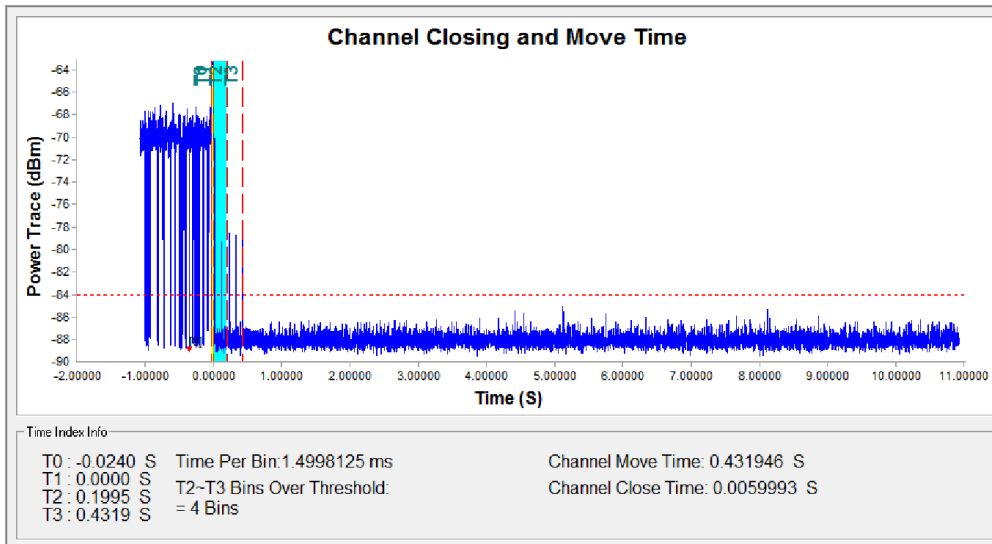 Channel Closing and Move Time
T2 T3
Power Trace (dBm)
-64
-66
-68
-70
-72
-74
-76
-78
-80
-82
-84
-86
-88
-90
-2.00000 -1.00000 0.00000 1.00000 2.00000 3.00000 4.00000 5.00000 6.00000 7.00000 8.00000 9.00000 10.00000 11.00000
Time (S)
Time Index Info
T0 : -0.0240 S Time Per Bin:1.4998125 ms Channel Move Time: 0.431946 S
T1 : 0.0000 S T2~T3 Bins Over Threshold: Channel Close Time: 0.0059993 S
T2 : 0.1995 S = 4 Bins
T3 : 0.4319 S